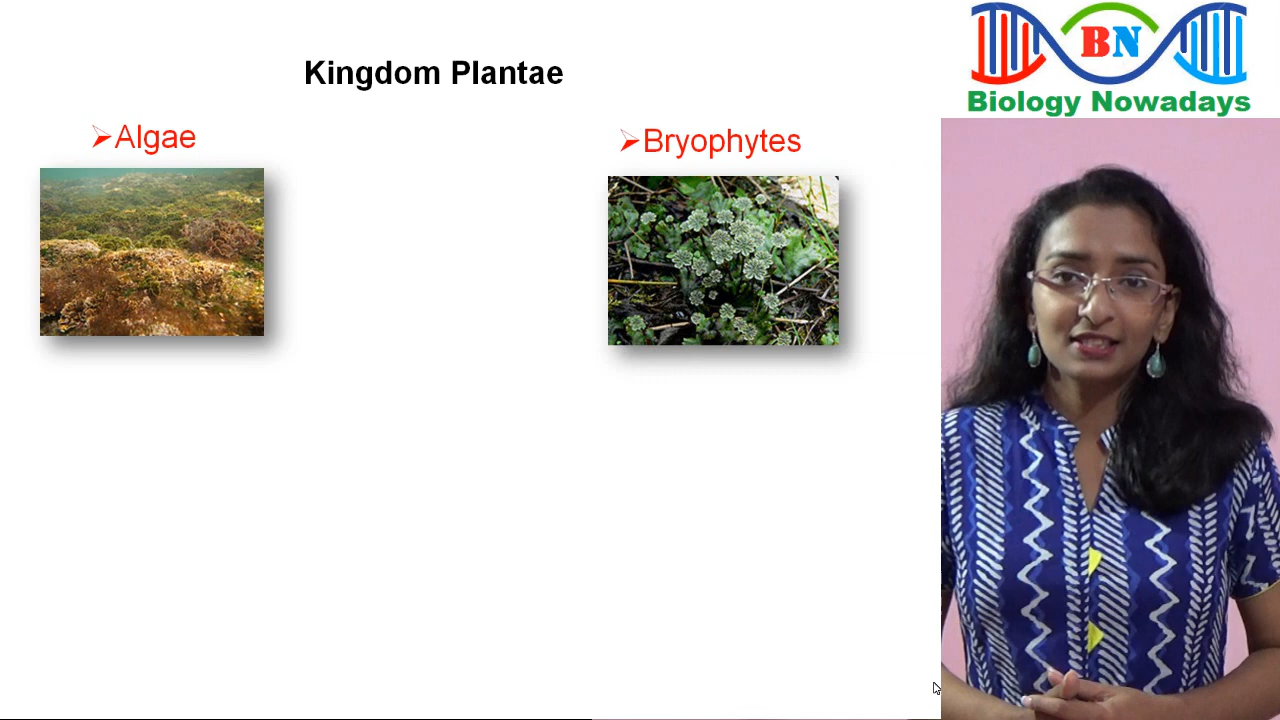 Kingdom Plantae
BN
Biology Nowadays
➢Algae
➢Bryophytes